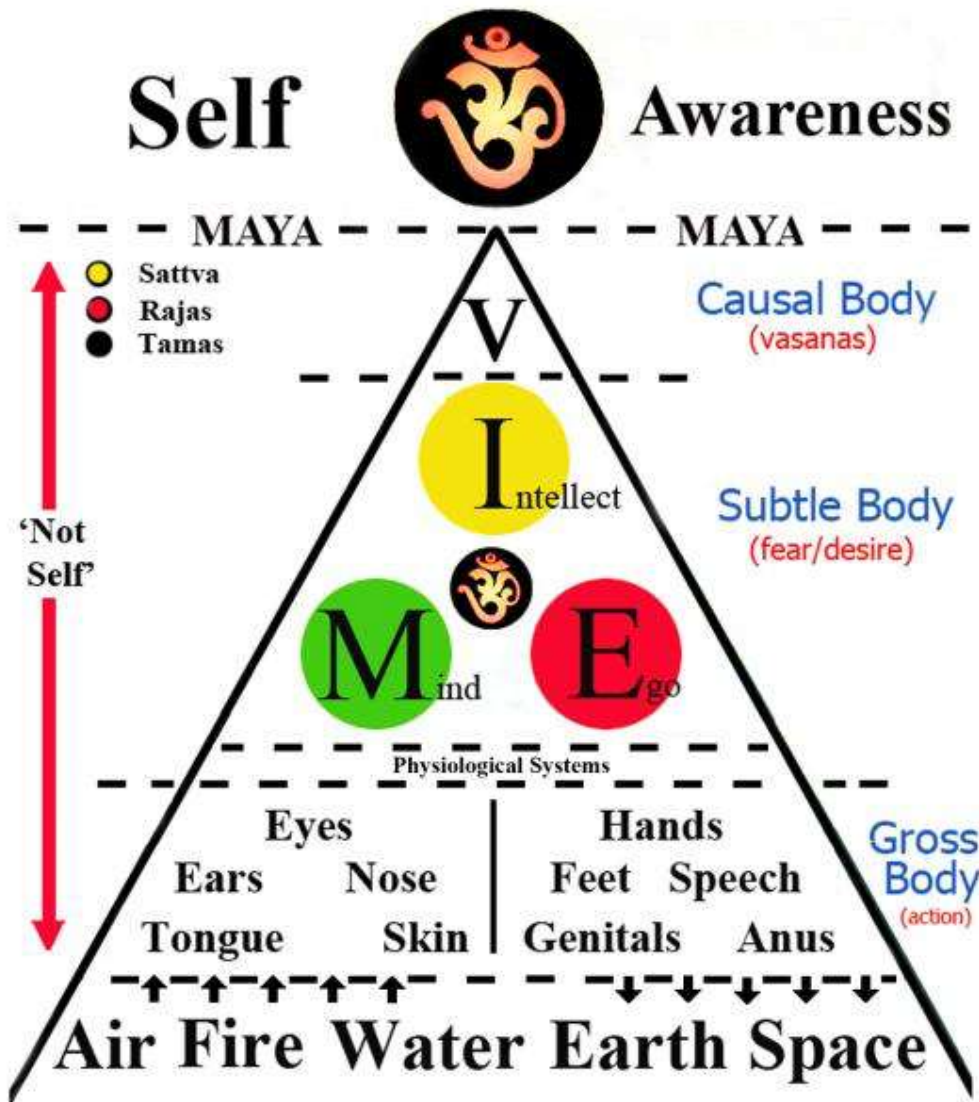 Self ॐ Awareness
MAYA MAYA
Sattva
Rajas
Tamas
V
Causal Body
(vasanas)
Intellect
'Not
Self'
Subtle Body
(fear/desire)
ॐ
Mind Ego
Physiological Systems
Eyes Hands
Ears Nose Feet Speech
Tongue Skin Genitals Anus
Gross
Body
(action)
Air Fire Water Earth Space